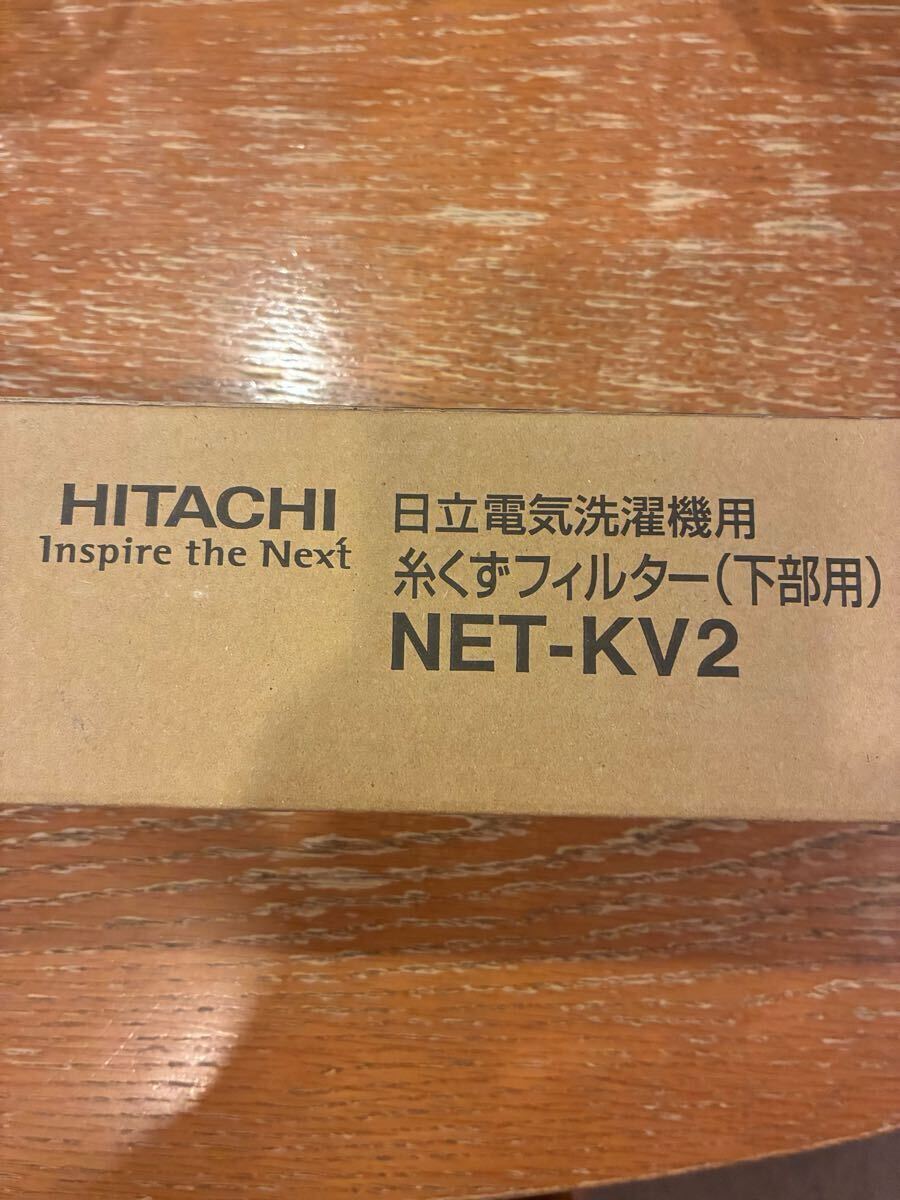 HITACHI
Inspire the Next
日立電気洗濯機用
糸くずフィルター(下部用)
NET-KV2